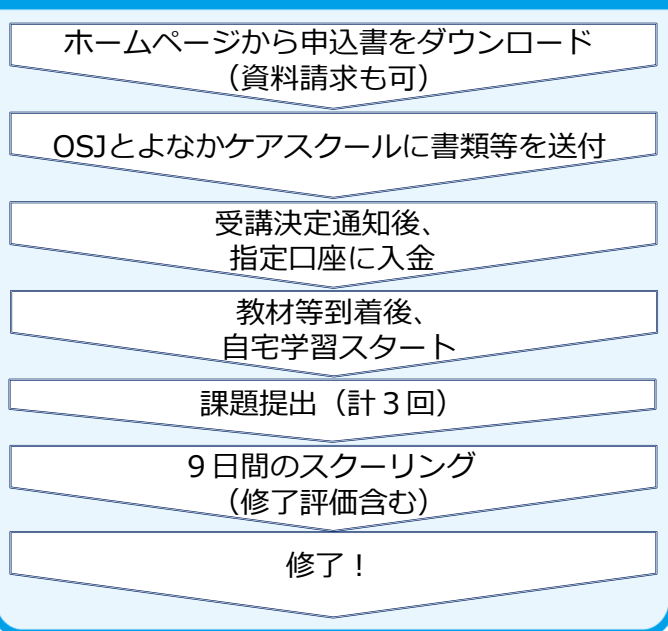 ホームページから申込書をダウンロード
（資料請求も可）
OSJとよなかケアスクールに書類等を送付
受講決定通知後、
指定口座に入金
教材等到着後、
自宅学習スタート
課題提出（計３回）
９日間のスクーリング
（修了評価含む）
修了！